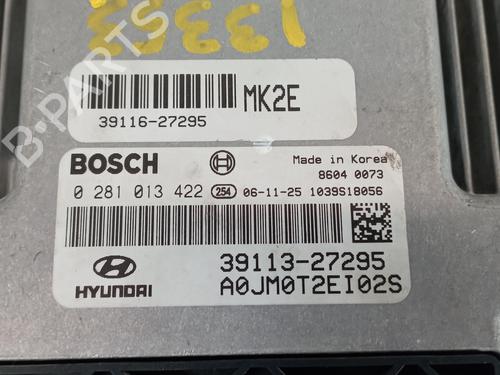 1353
B-PARTS
MK2E
39116-27295
BOSCH
Made in Korea
8604 0073
0 281 013 422 254 06-11-25 1039S18056
39113-27295
HYUNDAI
A0JM0T2EI02S